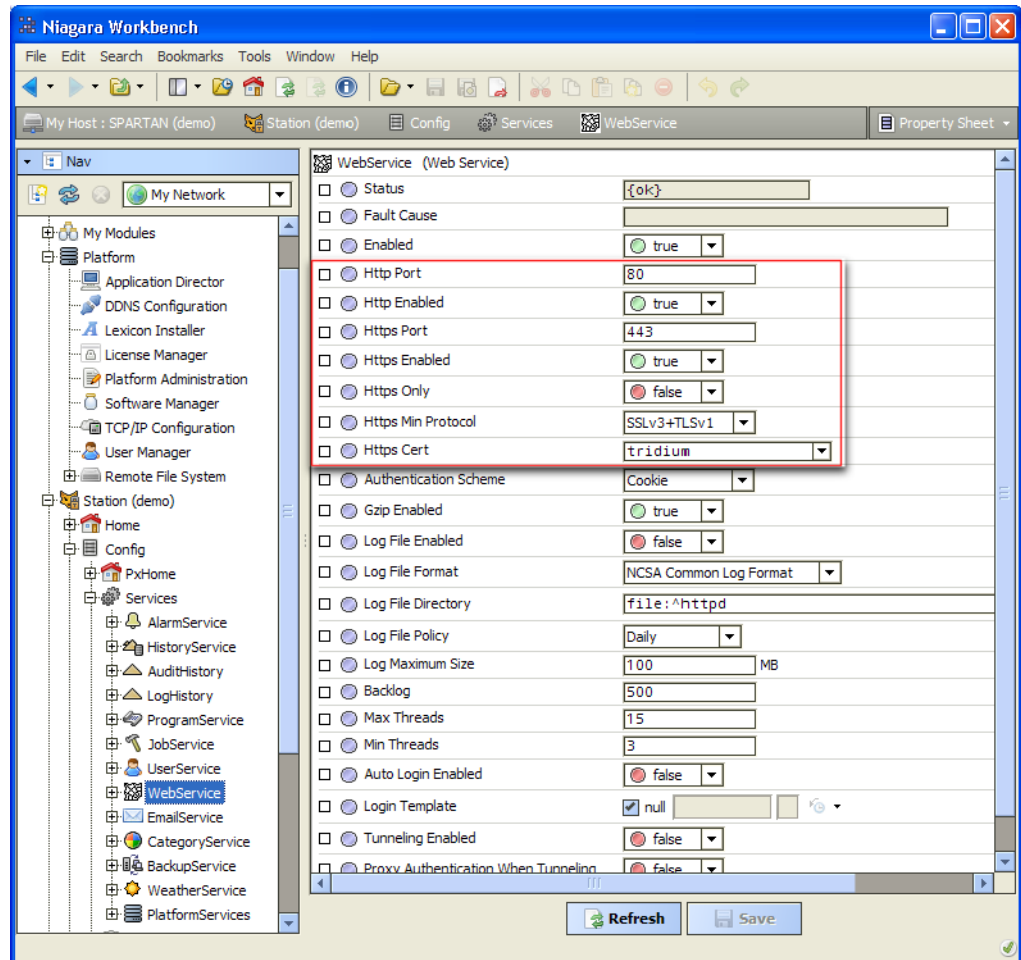 Niagara Workbench
File Edit Search Bookmarks Tools Window Help
My Host : SPARTAN (demo) Station (demo) Config Services WebService Property Sheet
Nav
My Network
My Modules
Platform
Application Director
DDNS Configuration
Lexicon Installer
License Manager
Platform Administration
Software Manager
TCP/IP Configuration
User Manager
Remote File System
Station (demo)
Home
Config
PxHome
Services
AlarmService
HistoryService
AuditHistory
LogHistory
ProgramService
JobService
UserService
WebService
EmailService
CategoryService
BackupService
WeatherService
PlatformServices
WebService (Web Service)
Status {ok}
Fault Cause
Enabled true
Http Port 80
Http Enabled true
Https Port 443
Https Enabled true
Https Only false
Https Min Protocol SSLv3+TLSv1
Https Cert tridium
Authentication Scheme Cookie
Gzip Enabled true
Log File Enabled false
Log File Format NCSA Common Log Format
Log File Directory file:^httpd
Log File Policy Daily
Log Maximum Size 100 MB
Backlog 500
Max Threads 15
Min Threads 3
Auto Login Enabled false
Login Template null
Tunneling Enabled false
Proxy Authentication When Tunneling false
Refresh Save